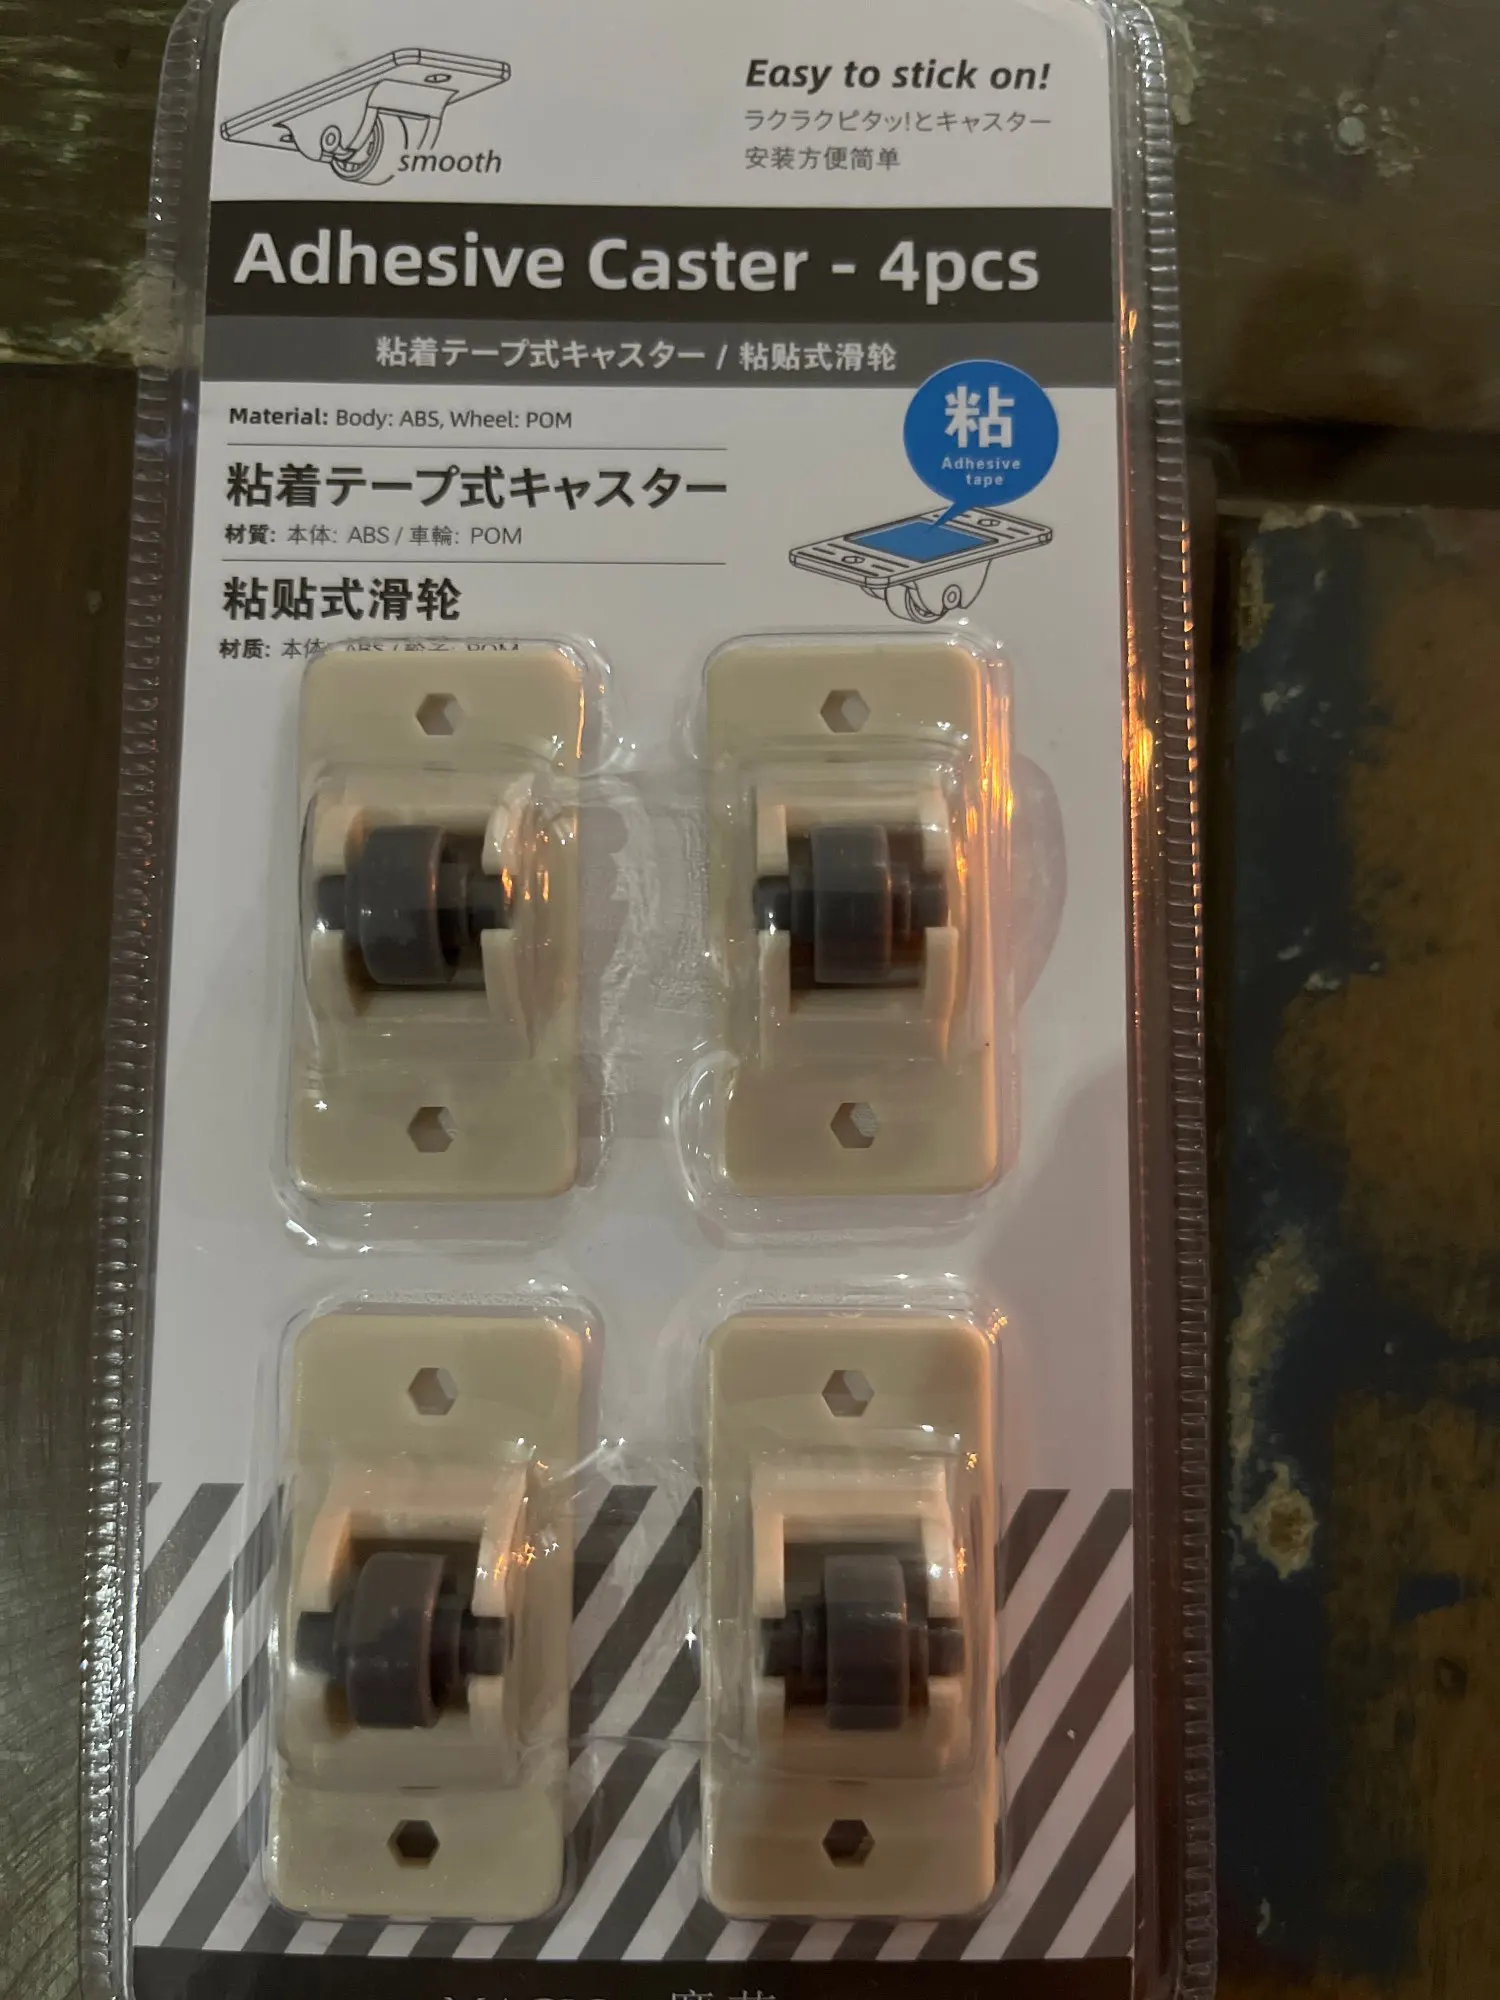 Easy to stick on!
ラクラクピタッ!とキャスター
安装方便简单
smooth
Adhesive Caster - 4pcs
粘着テープ式キャスター / 粘贴式滑轮
Material: Body: ABS, Wheel: POM
粘
Adhesive
tape
粘着テープ式キャスター
材質: 本体: ABS / 車輪: POM
粘贴式滑轮
材质: 本体: ABS / 轮子: POM